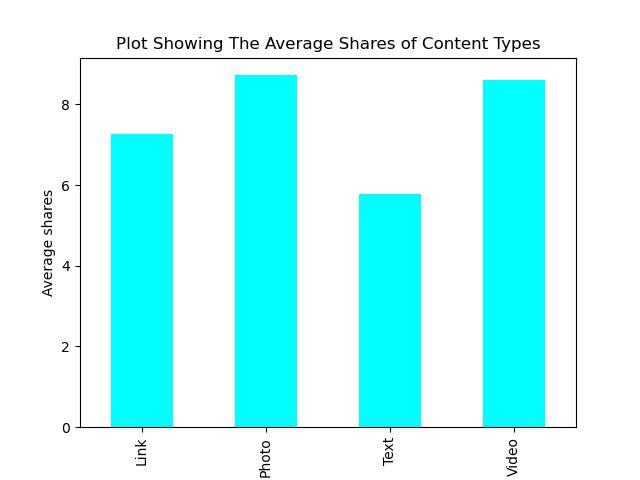 Plot Showing The Average Shares of Content Types
8
6
4
2
0
Average shares
Link
Photo
Text
Video